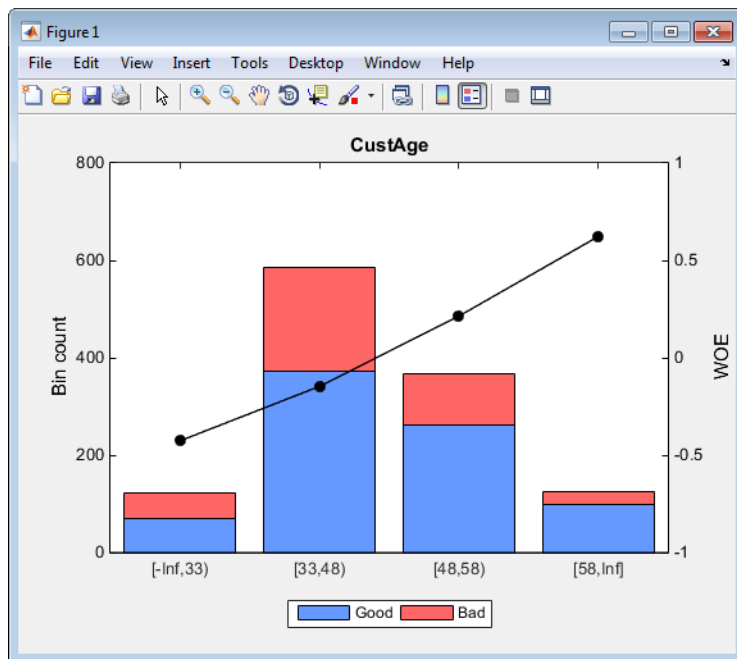 Figure 1
File Edit View Insert Tools Desktop Window Help
CustAge
800
600
400
200
0
Bin count
1
0.5
0
-0.5
-1
WOE
[-Inf,33) [33,48) [48,58) [58,Inf]
Good Bad